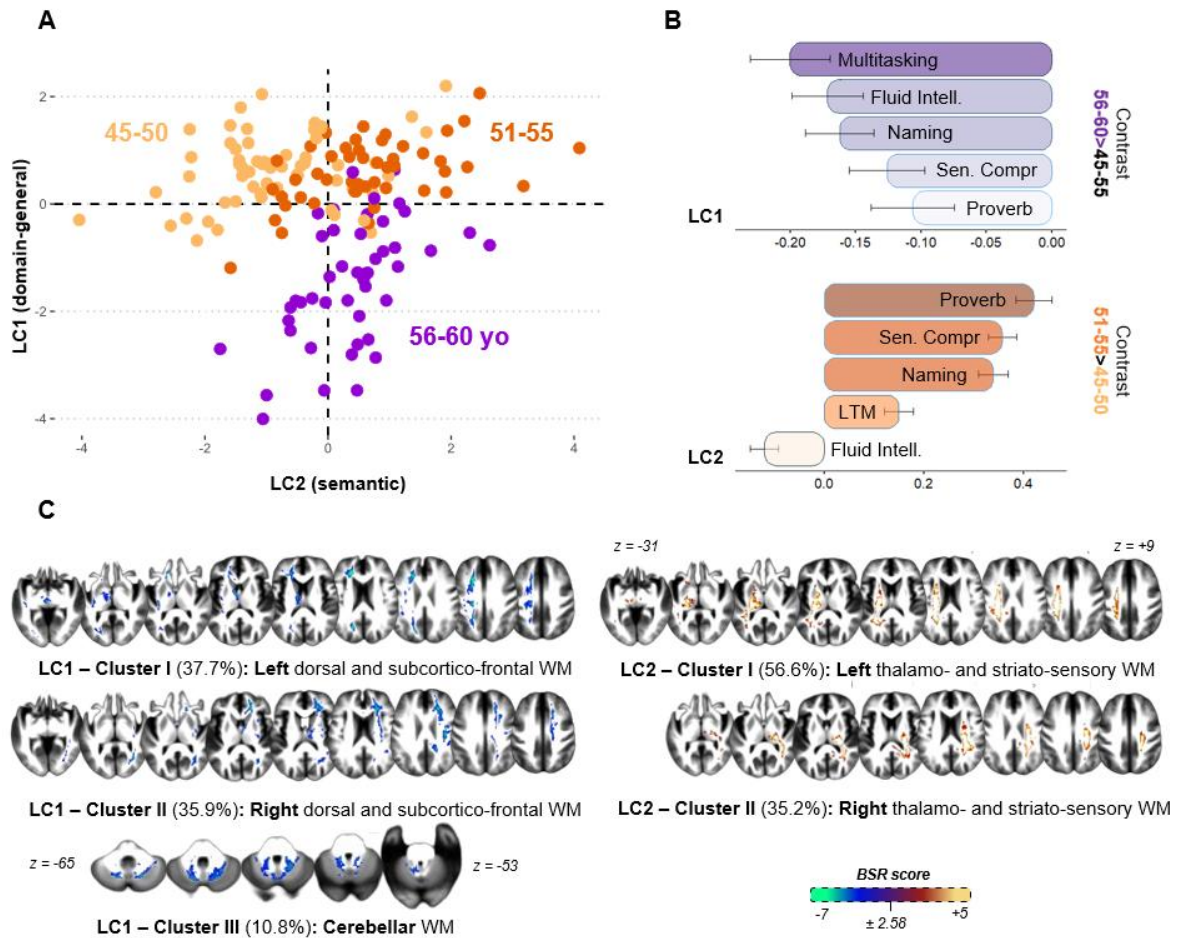 A
2
0
-2
-4
-4
-2
0
2
4
LC1 (domain-general)
LC2 (semantic)
45-50
51-55
56-60 yo
B
Multitasking
Fluid Intell.
Naming
Sen. Compr
Proverb
LC1
-0.20
-0.15
-0.10
-0.05
0.00
Contrast
56-60>45-55
Proverb
Sen. Compr
Naming
LTM
Fluid Intell.
LC2
0.0
0.2
0.4
Contrast
51-55>45-50
C
LC1 – Cluster I (37.7%): Left dorsal and subcortico-frontal WM
LC1 – Cluster II (35.9%): Right dorsal and subcortico-frontal WM
z = -65
z = -53
LC1 – Cluster III (10.8%): Cerebellar WM
z = -31
z = +9
LC2 – Cluster I (56.6%): Left thalamo- and striato-sensory WM
LC2 – Cluster II (35.2%): Right thalamo- and striato-sensory WM
BSR score
-7
± 2.58
+5